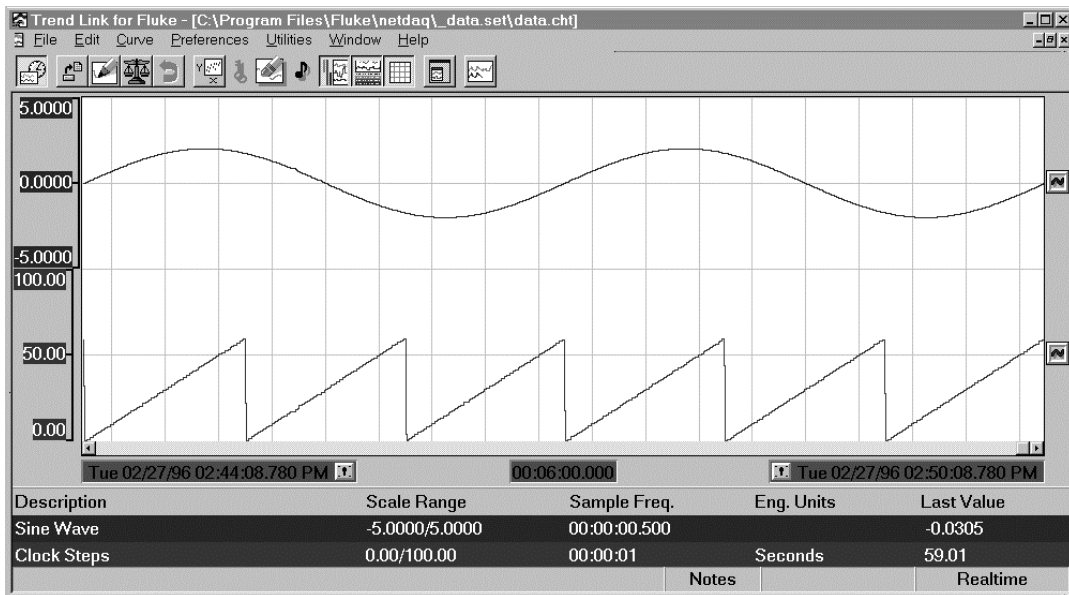 Trend Link for Fluke - [C:\Program Files\Fluke\netdaq\_data.set\data.cht]
File Edit Curve Preferences Utilities Window Help
Y
X
5.0000
0.0000
-5.0000
100.00
50.00
0.00
Tue 02/27/96 02:44:08.780 PM 00:06:00.000 Tue 02/27/96 02:50:08.780 PM
Description Scale Range Sample Freq. Eng. Units Last Value
Sine Wave -5.0000/5.0000 00:00:00.500 -0.0305
Clock Steps 0.00/100.00 00:00:01 Seconds 59.01
Notes Realtime